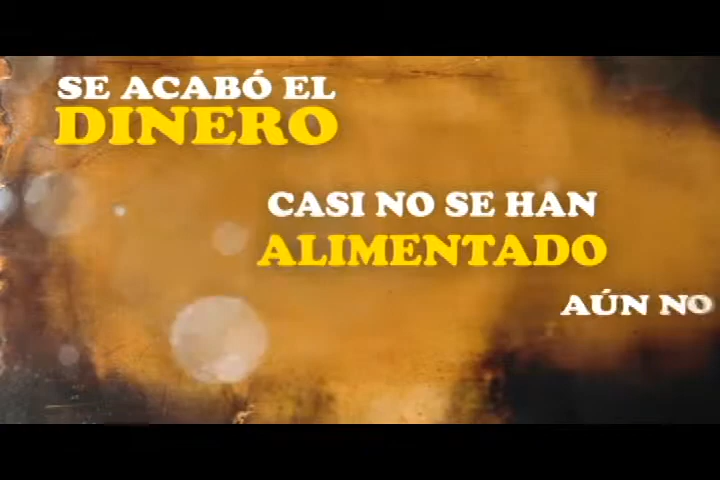 SE ACABÓ EL
DINERO
CASI NO SE HAN
ALIMENTADO
AÚN NO